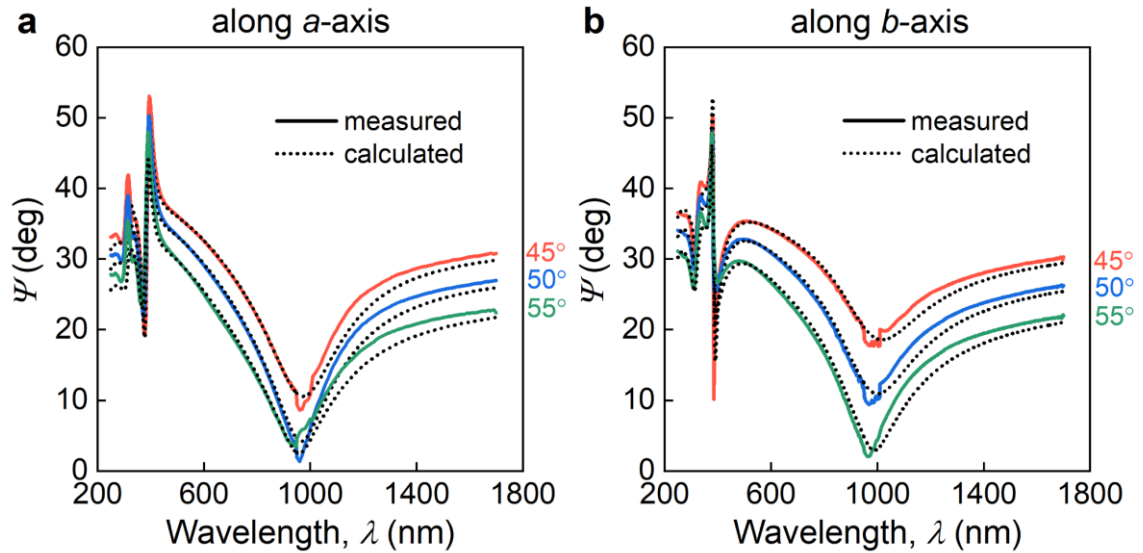 a along a-axis
60
50
40
30
20
10
0
Ψ (deg)
measured
calculated
45°
50°
55°
200 600 1000 1400 1800
Wavelength, λ (nm)
b along b-axis
60
50
40
30
20
10
0
Ψ (deg)
measured
calculated
45°
50°
55°
200 600 1000 1400 1800
Wavelength, λ (nm)